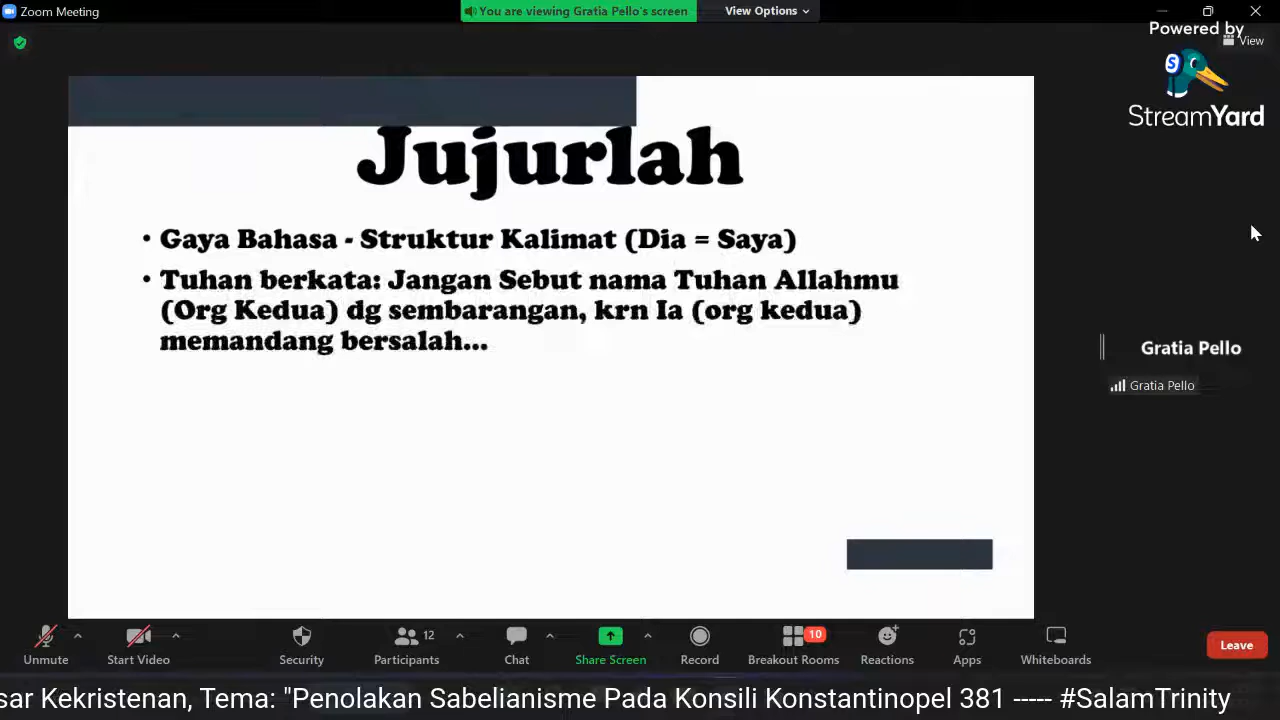 Zoom Meeting
You are viewing Gratia Pello's screen
View Options
Powered by
View
StreamYard
Jujurlah
• Gaya Bahasa - Struktur Kalimat (Dia = Saya)
• Tuhan berkata: Jangan Sebut nama Tuhan Allahmu
(Org Kedua) dg sembarangan, krn Ia (org kedua)
memandang bersalah...
Gratia Pello
Gratia Pello
Unmute
Start Video
Security
12
Participants
Chat
Share Screen
Record
10
Breakout Rooms
Reactions
Apps
Whiteboards
Leave
sar Kekristenan, Tema: "Penolakan Sabelianisme Pada Konsili Konstantinopel 381 ----- #SalamTrinity